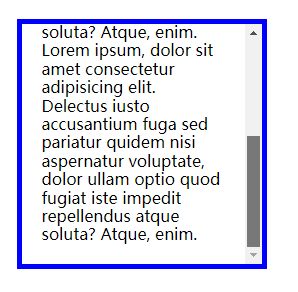 soluta? Atque, enim.
Lorem ipsum, dolor sit
amet consectetur
adipisicing elit.
Delectus iusto
accusantium fuga sed
pariatur quidem nisi
aspernatur voluptate,
dolor ullam optio quod
fugiat iste impedit
repellendus atque
soluta? Atque, enim.